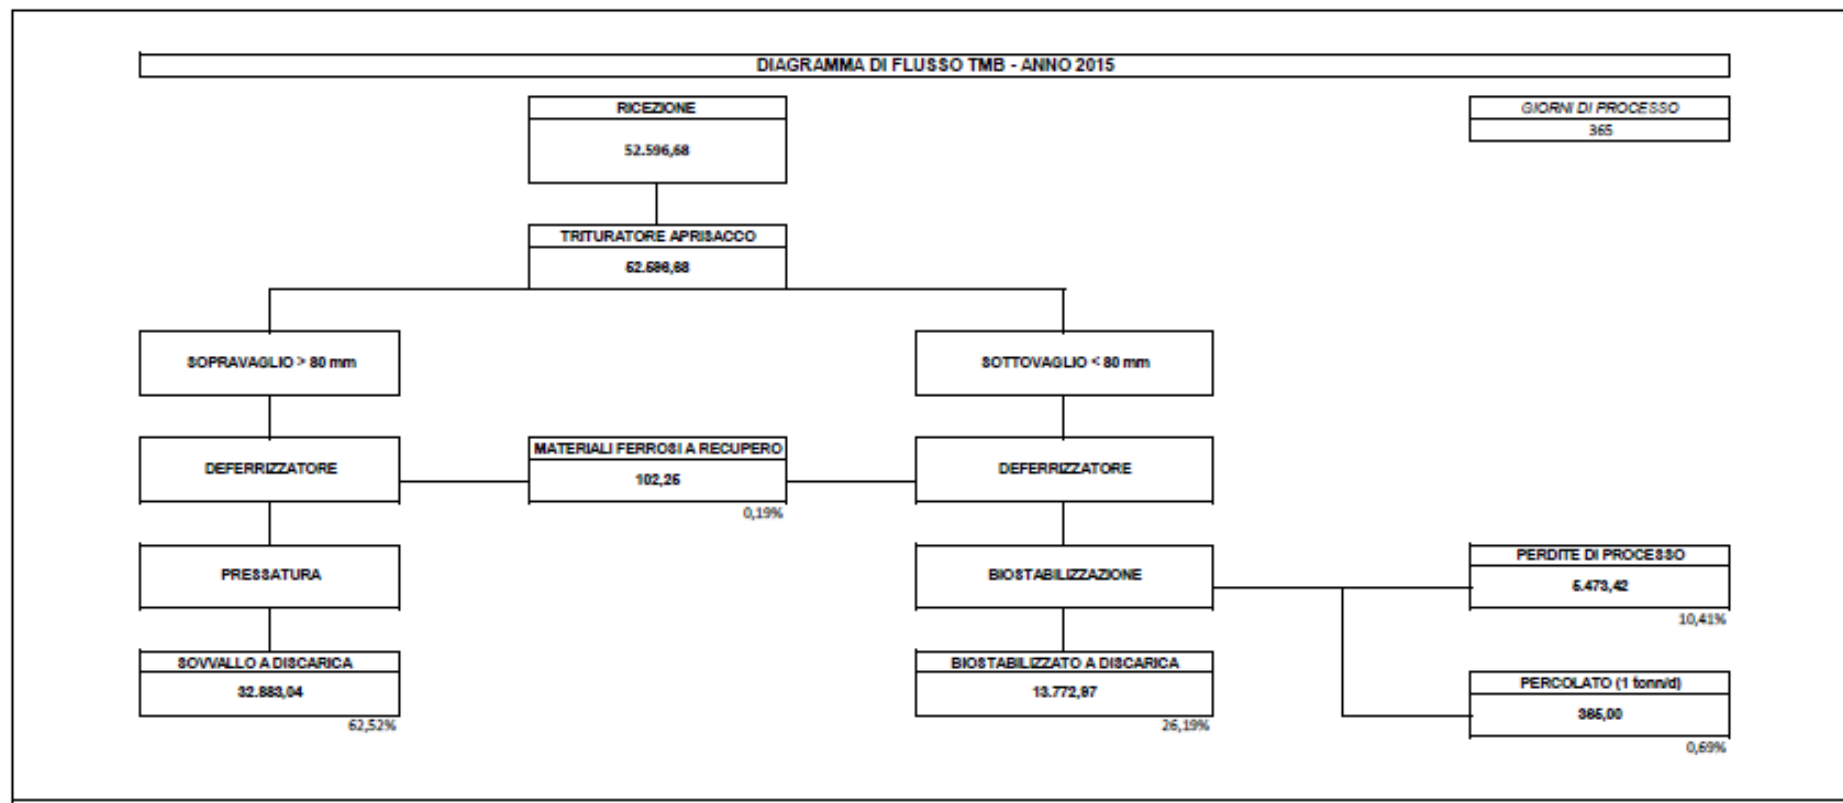 DIAGRAMMA DI FLUSSO TMB - ANNO 2015
RICEZIONE
52.596,68
GIORNI DI PROCESSO
365
TRITURATORE APRISACCO
52.596,68
SOPRAVAGLIO > 80 mm
SOTTOVAGLIO < 80 mm
DEFERRIZZATORE
MATERIALI FERROSI A RECUPERO
102,25
0,19%
DEFERRIZZATORE
PRESSATURA
BIOSTABILIZZAZIONE
PERDITE DI PROCESSO
5.473,42
10,41%
SOVVALLO A DISCARICA
32.883,04
62,52%
BIOSTABILIZZATO A DISCARICA
13.772,97
26,19%
PERCOLATO (1 tonn/d)
365,00
0,69%